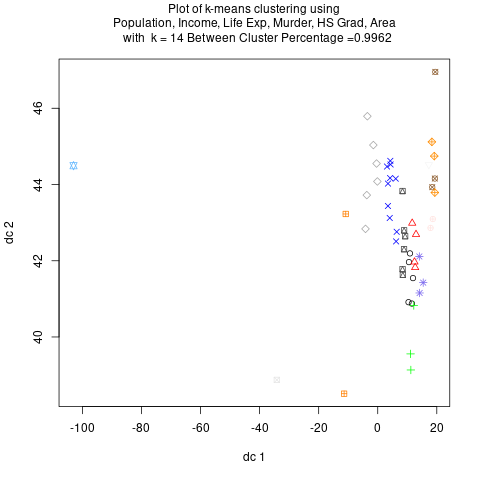 Plot of k-means clustering using
Population, Income, Life Exp, Murder, HS Grad, Area
with k = 14 Between Cluster Percentage =0.9962
46
44
42
40
dc 2
-100
-80
-60
-40
-20
0
20
dc 1